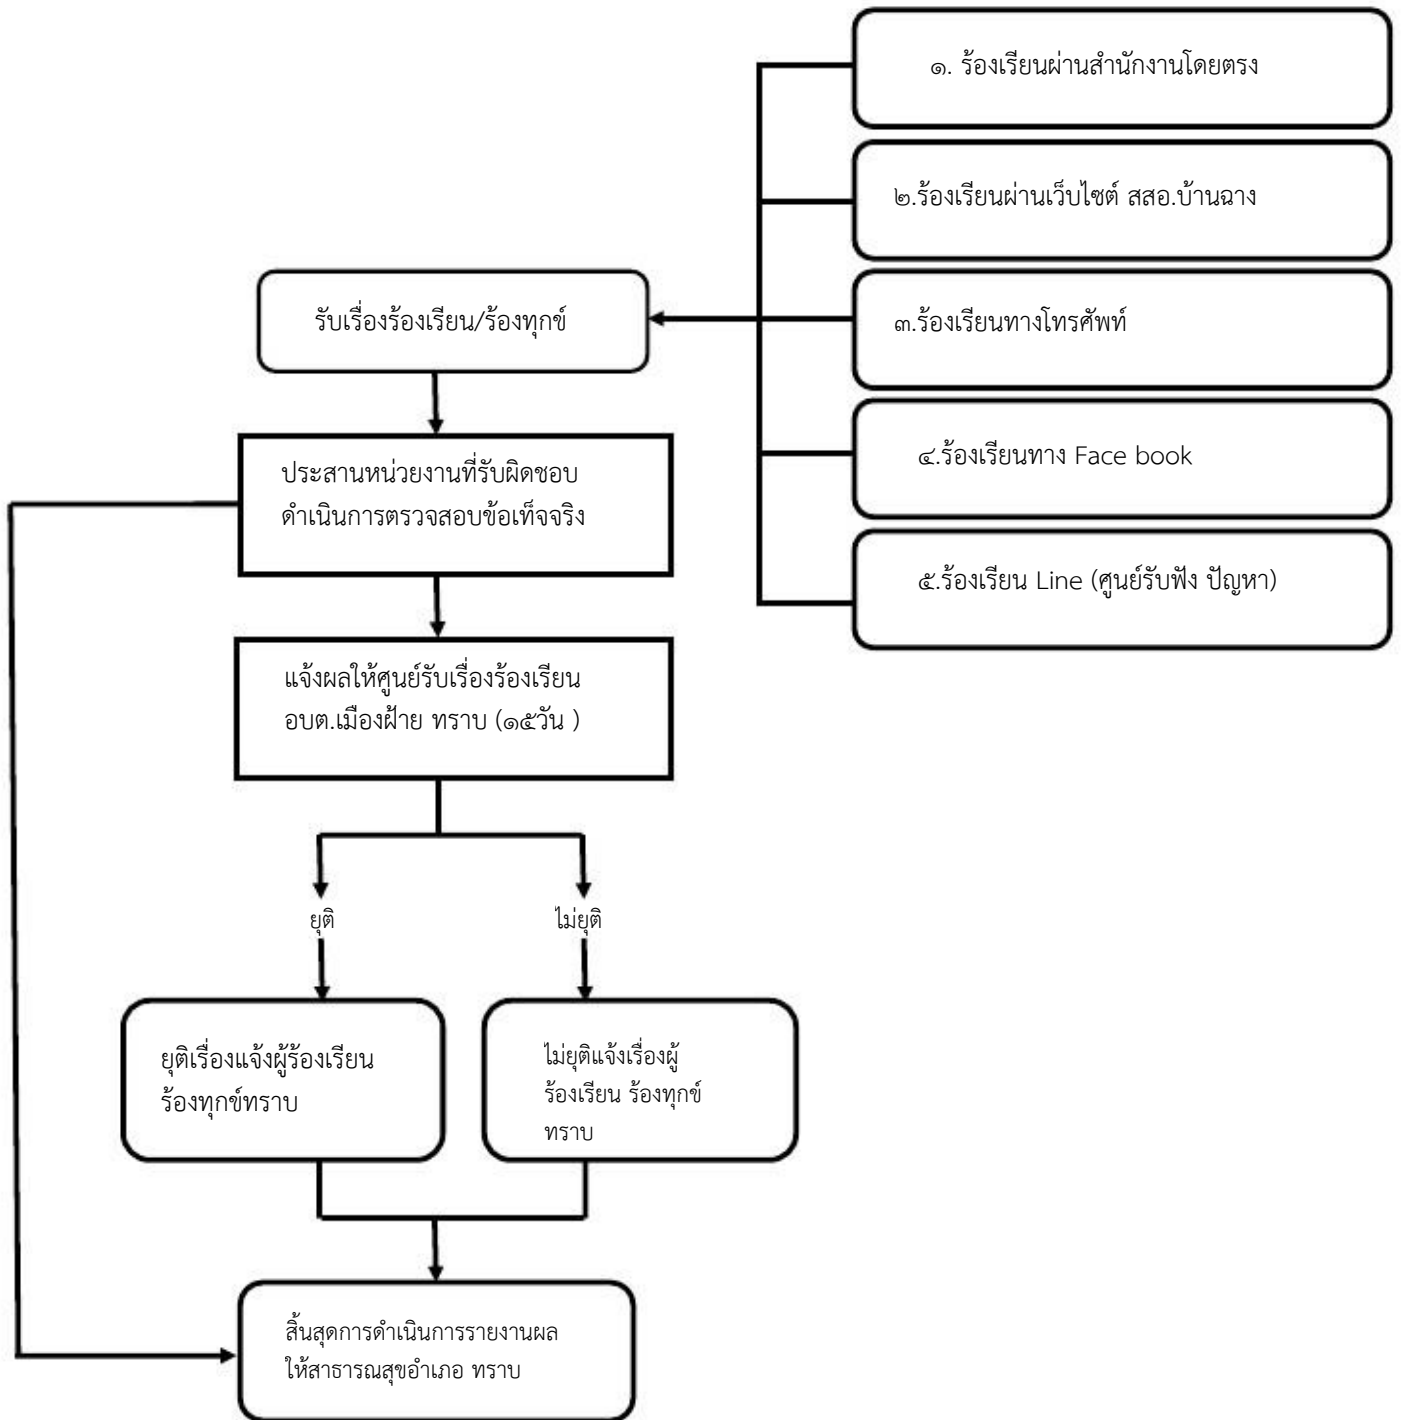 ๑. ร้องเรียนผ่านสำนักงานโดยตรง
๒.ร้องเรียนผ่านเว็บไซต์ สสอ.บ้านฉาง
๓.ร้องเรียนทางโทรศัพท์
๔.ร้องเรียนทาง Face book
๕.ร้องเรียน Line (ศูนย์รับฟัง ปัญหา)
รับเรื่องร้องเรียน/ร้องทุกข์
ประสานหน่วยงานที่รับผิดชอบ
ดำเนินการตรวจสอบข้อเท็จจริง
แจ้งผลให้ศูนย์รับเรื่องร้องเรียน
อบต.เมืองฝ้าย ทราบ (๑๕วัน )
ยุติ
ไม่ยุติ
ยุติเรื่องแจ้งผู้ร้องเรียน
ร้องทุกข์ทราบ
ไม่ยุติแจ้งเรื่องผู้
ร้องเรียน ร้องทุกข์
ทราบ
สิ้นสุดการดำเนินการรายงานผล
ให้สาธารณสุขอำเภอ ทราบ